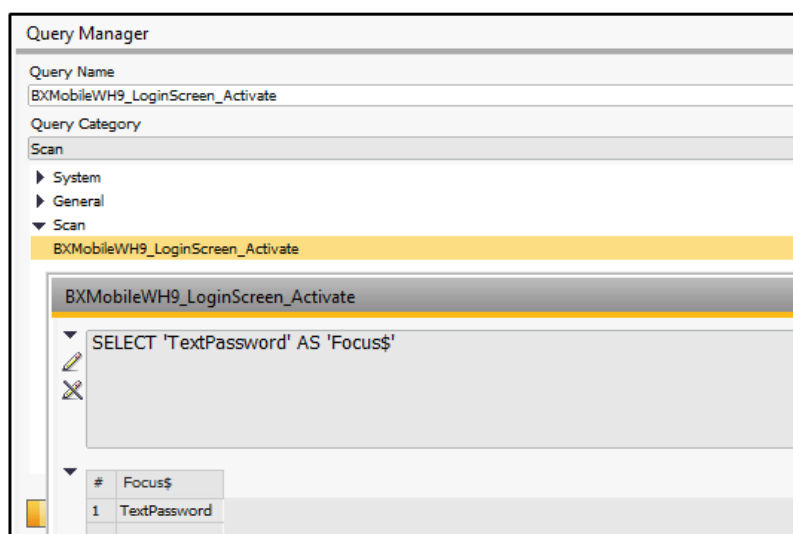 Query Manager
Query Name
BXMobileWH9_LoginScreen_Activate
Query Category
Scan
System
General
Scan
BXMobileWH9_LoginScreen_Activate
BXMobileWH9_LoginScreen_Activate
SELECT 'TextPassword' AS 'Focus$'
# Focus$
1 TextPassword